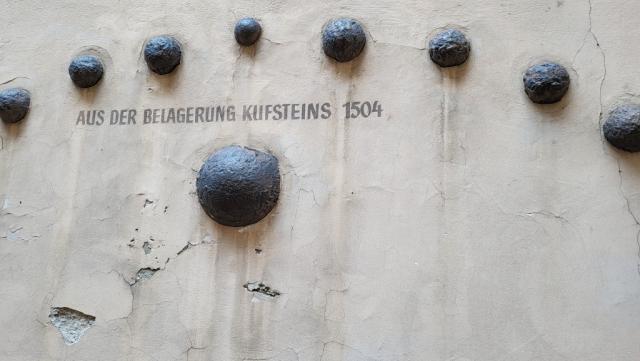 AUS DER BELAGERUNG KUFSTEINS 1504